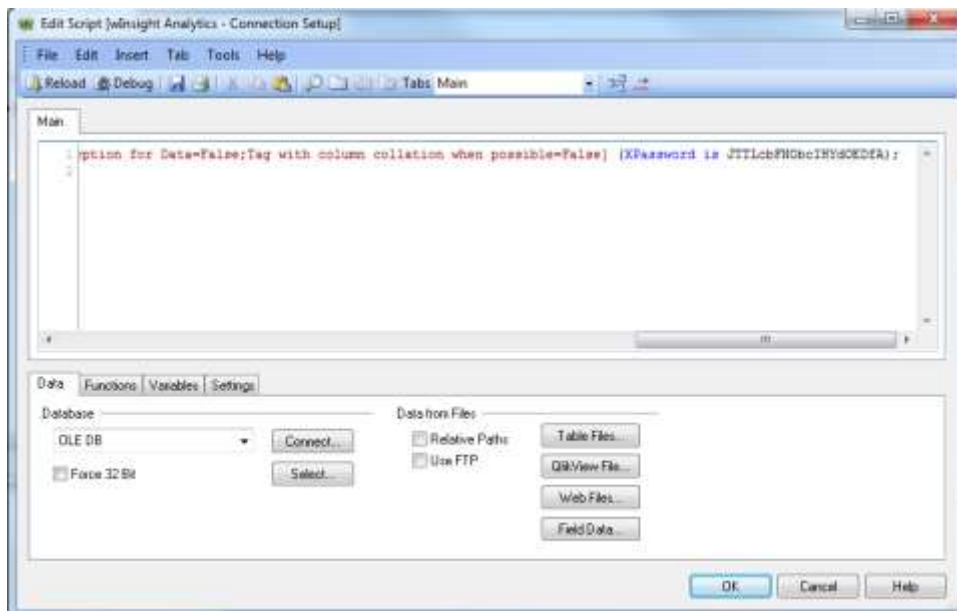 Edit Script [wInsight Analytics - Connection Setup]
File Edit Insert Tab Tools Help
Reload Debug Tabs Main
Main
1 ption for Data=False;Tag with column collation when possible=False] (XPassword is
2
Data Functions Variables Settings
Database
OLE DB
Connect...
Force 32 Bit
Select...
Data from Files
Relative Paths
Use FTP
Table Files...
QlikView File...
Web Files...
Field Data...
OK Cancel Help